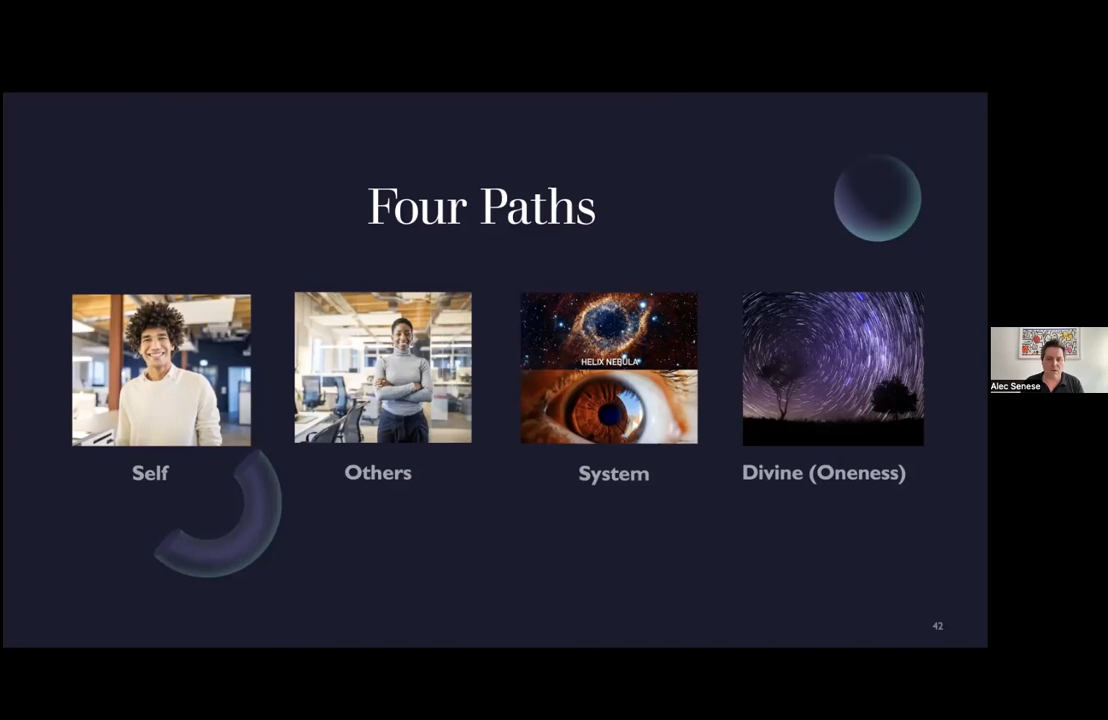 Four Paths
HELIX NEBULA
Self
Others
System
Divine (Oneness)
42
Alec Senese